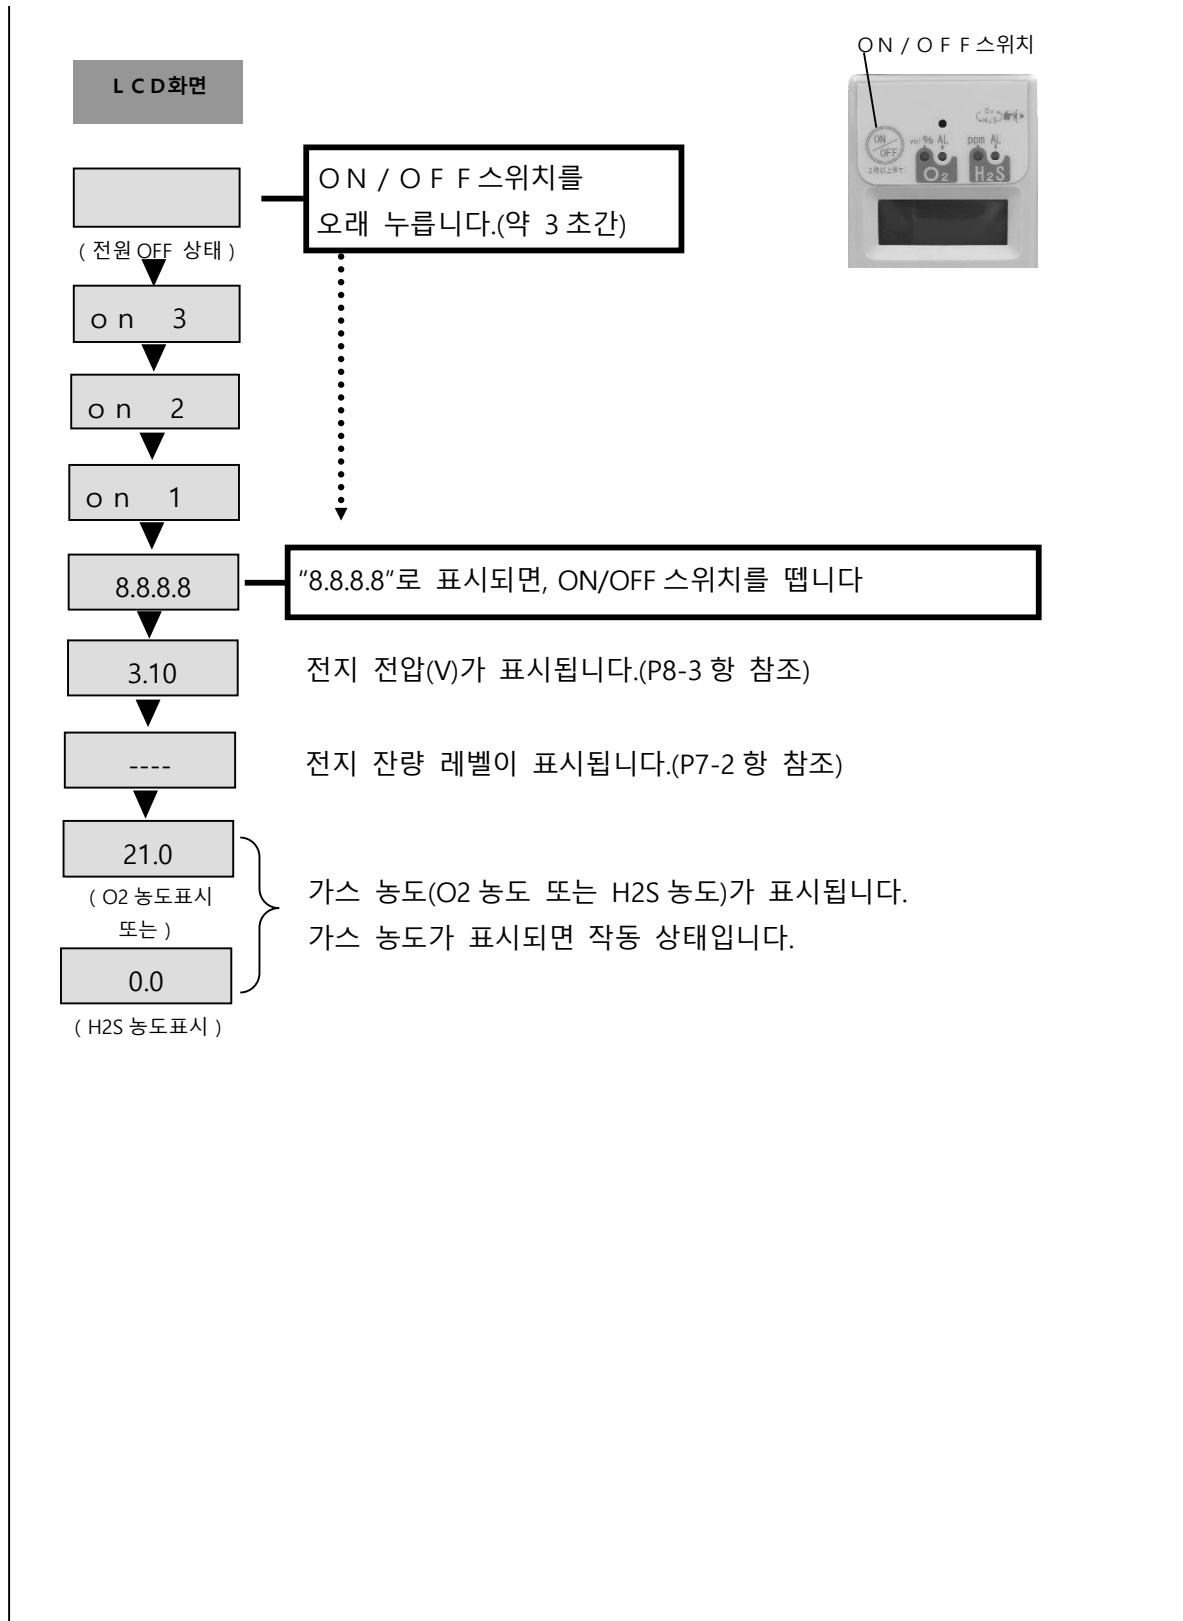 ON/OFF스위치
LCD화면
ON/OFF스위치를
오래 누릅니다.(약 3초간)
(전원 OFF 상태)
ON
OFF
vol% AL
ppm AL
O₂
H₂S
on 3
on 2
on 1
8.8.8.8
"8.8.8.8"로 표시되면, ON/OFF 스위치를 뗍니다
3.10
전지 전압(V)가 표시됩니다.(P8-3 항 참조)
----
전지 잔량 레벨이 표시됩니다.(P7-2 항 참조)
21.0
(O2 농도표시
또는)
가스 농도(O2 농도 또는 H2S 농도)가 표시됩니다.
가스 농도가 표시되면 작동 상태입니다.
0.0
(H2S 농도표시)